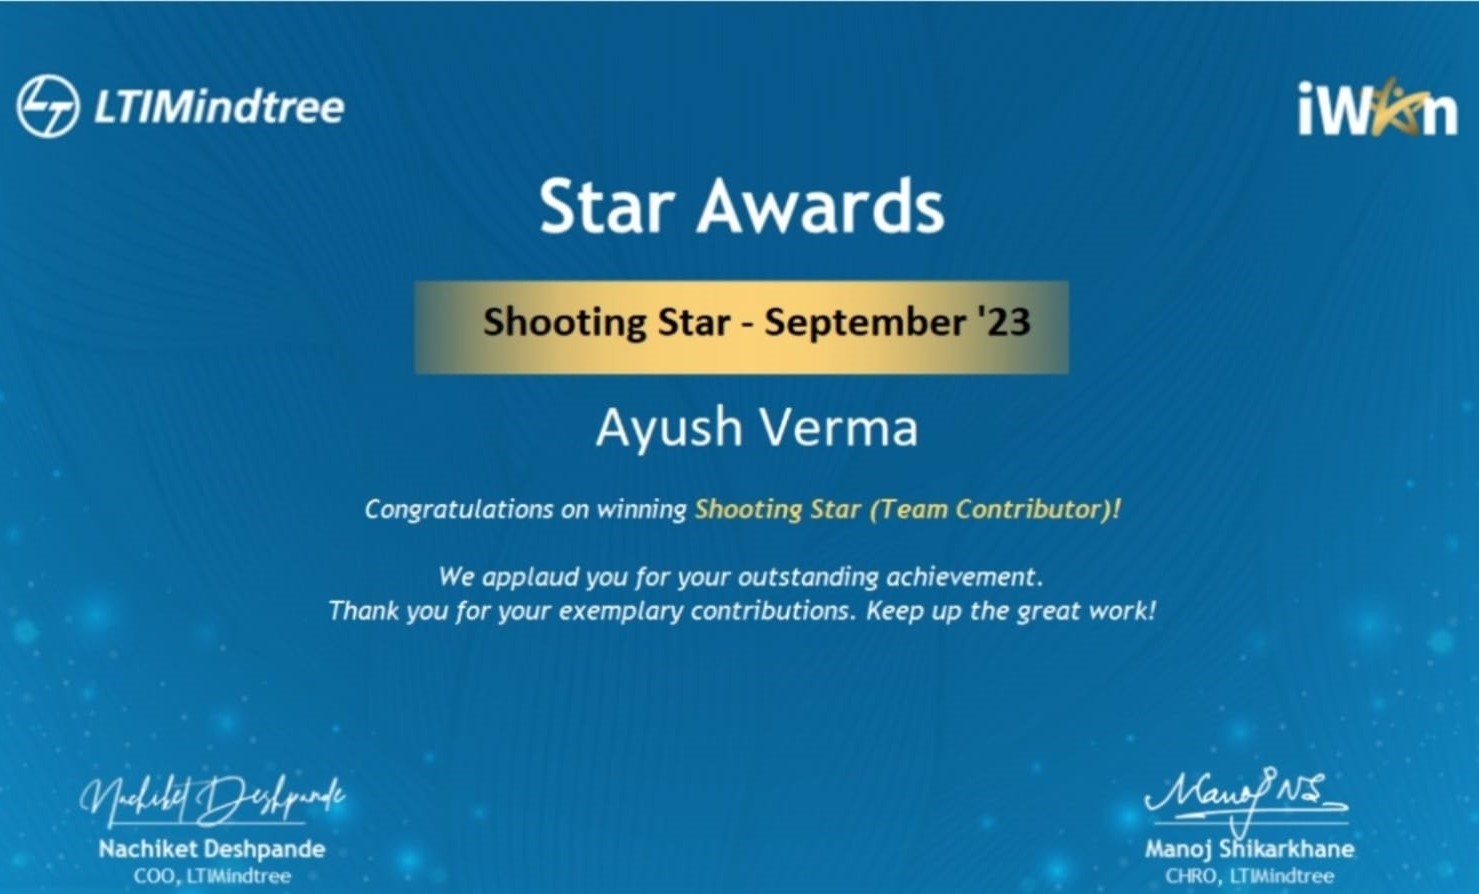 LTIMindtree
iWin
Star Awards
Shooting Star - September '23
Ayush Verma
Congratulations on winning Shooting Star (Team Contributor)!
We applaud you for your outstanding achievement.
Thank you for your exemplary contributions. Keep up the great work!
Nachiket Deshpande
Nachiket Deshpande
COO, LTIMindtree
Manoj NS
Manoj Shikarkhane
CHRO, LTIMindtree